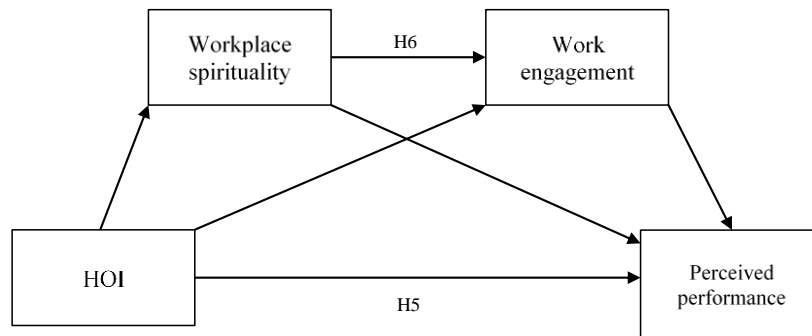 Workplace
spirituality
H6
Work
engagement
HOI
H5
Perceived
performance